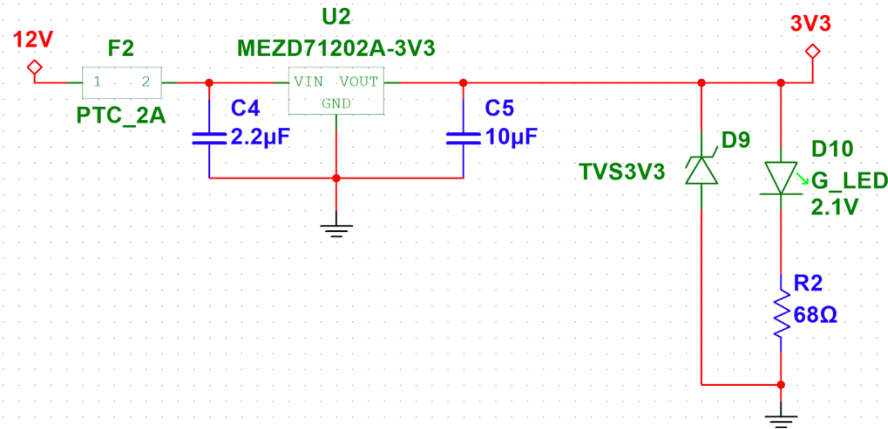 12V
F2
1 2
PTC_2A
U2
MEZD71202A-3V3
VIN VOUT
GND
C4
2.2µF
C5
10µF
3V3
D9
TVS3V3
D10
G_LED
2.1V
R2
68Ω